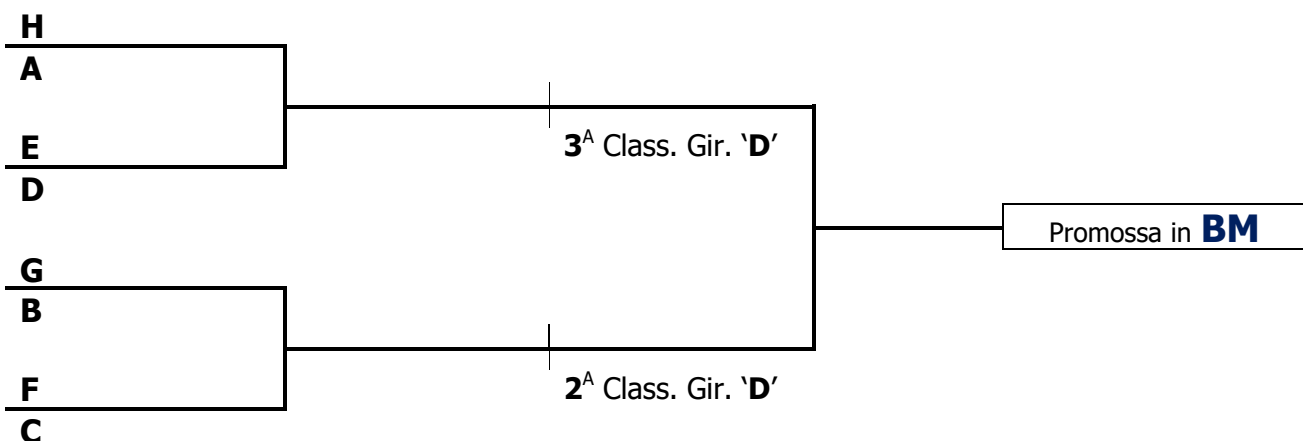 H
A
E
D
3A Class. Gir. ‘D’
Promossa in BM
G
B
F
C
2A Class. Gir. ‘D’